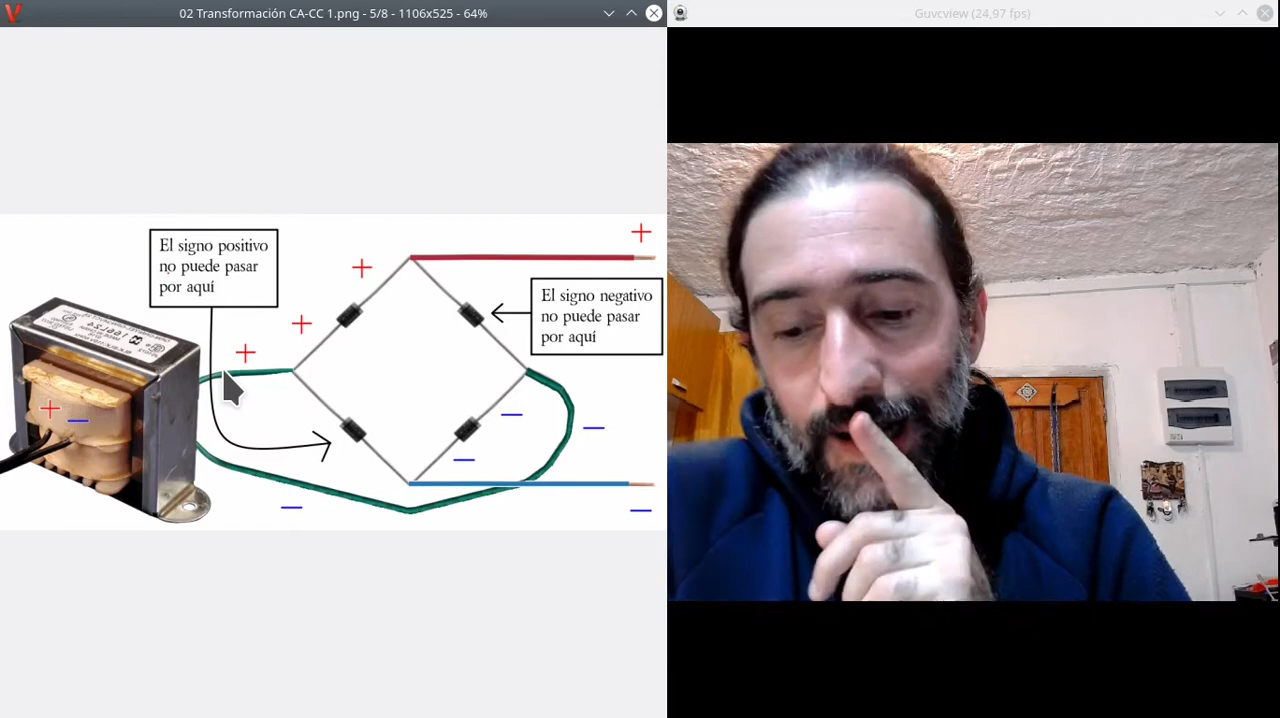 02 Transformación CA-CC 1.png - 5/8 - 1106x525 - 64%
Guvcview (24,97 fps)
El signo positivo
no puede pasar
por aquí
El signo negativo
no puede pasar
por aquí
+
+
+
+
+
−
−
−
−
−
−